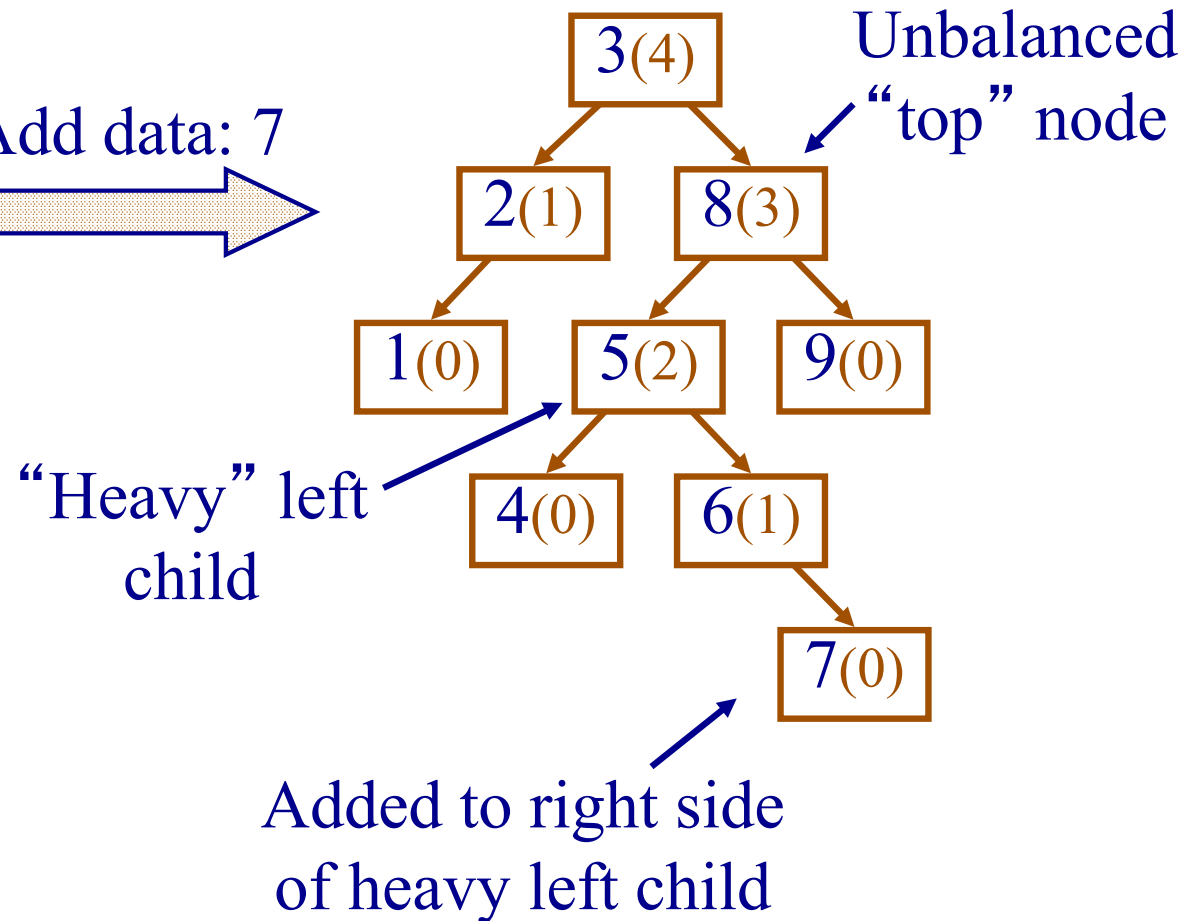 3(4)
Unbalanced
“top” node
Add data: 7
2(1)
8(3)
1(0)
5(2)
9(0)
“Heavy” left
child
4(0)
6(1)
7(0)
Added to right side
of heavy left child